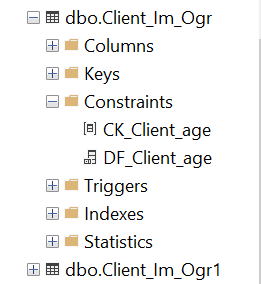 dbo.Client_Im_Ogr
Columns
Keys
Constraints
CK_Client_age
DF_Client_age
Triggers
Indexes
Statistics
dbo.Client_Im_Ogr1